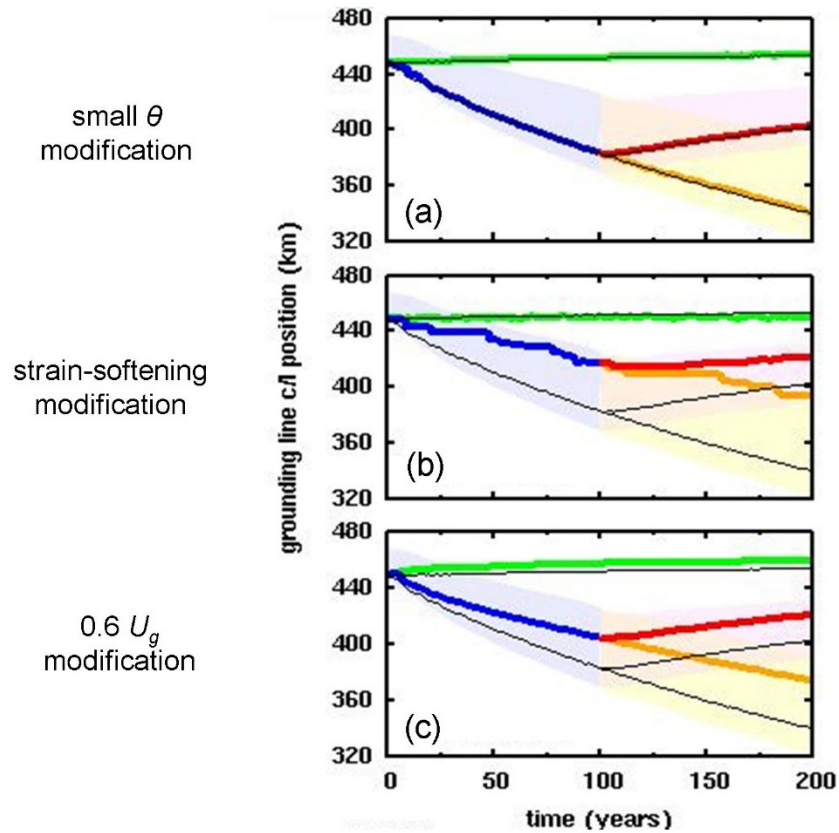 small θ
modification
strain-softening
modification
0.6 U_g
modification
grounding line c/l position (km)
480
440
400
360
320
(a)
480
440
400
360
320
(b)
480
440
400
360
320
(c)
0 50 100 150 200
time (years)